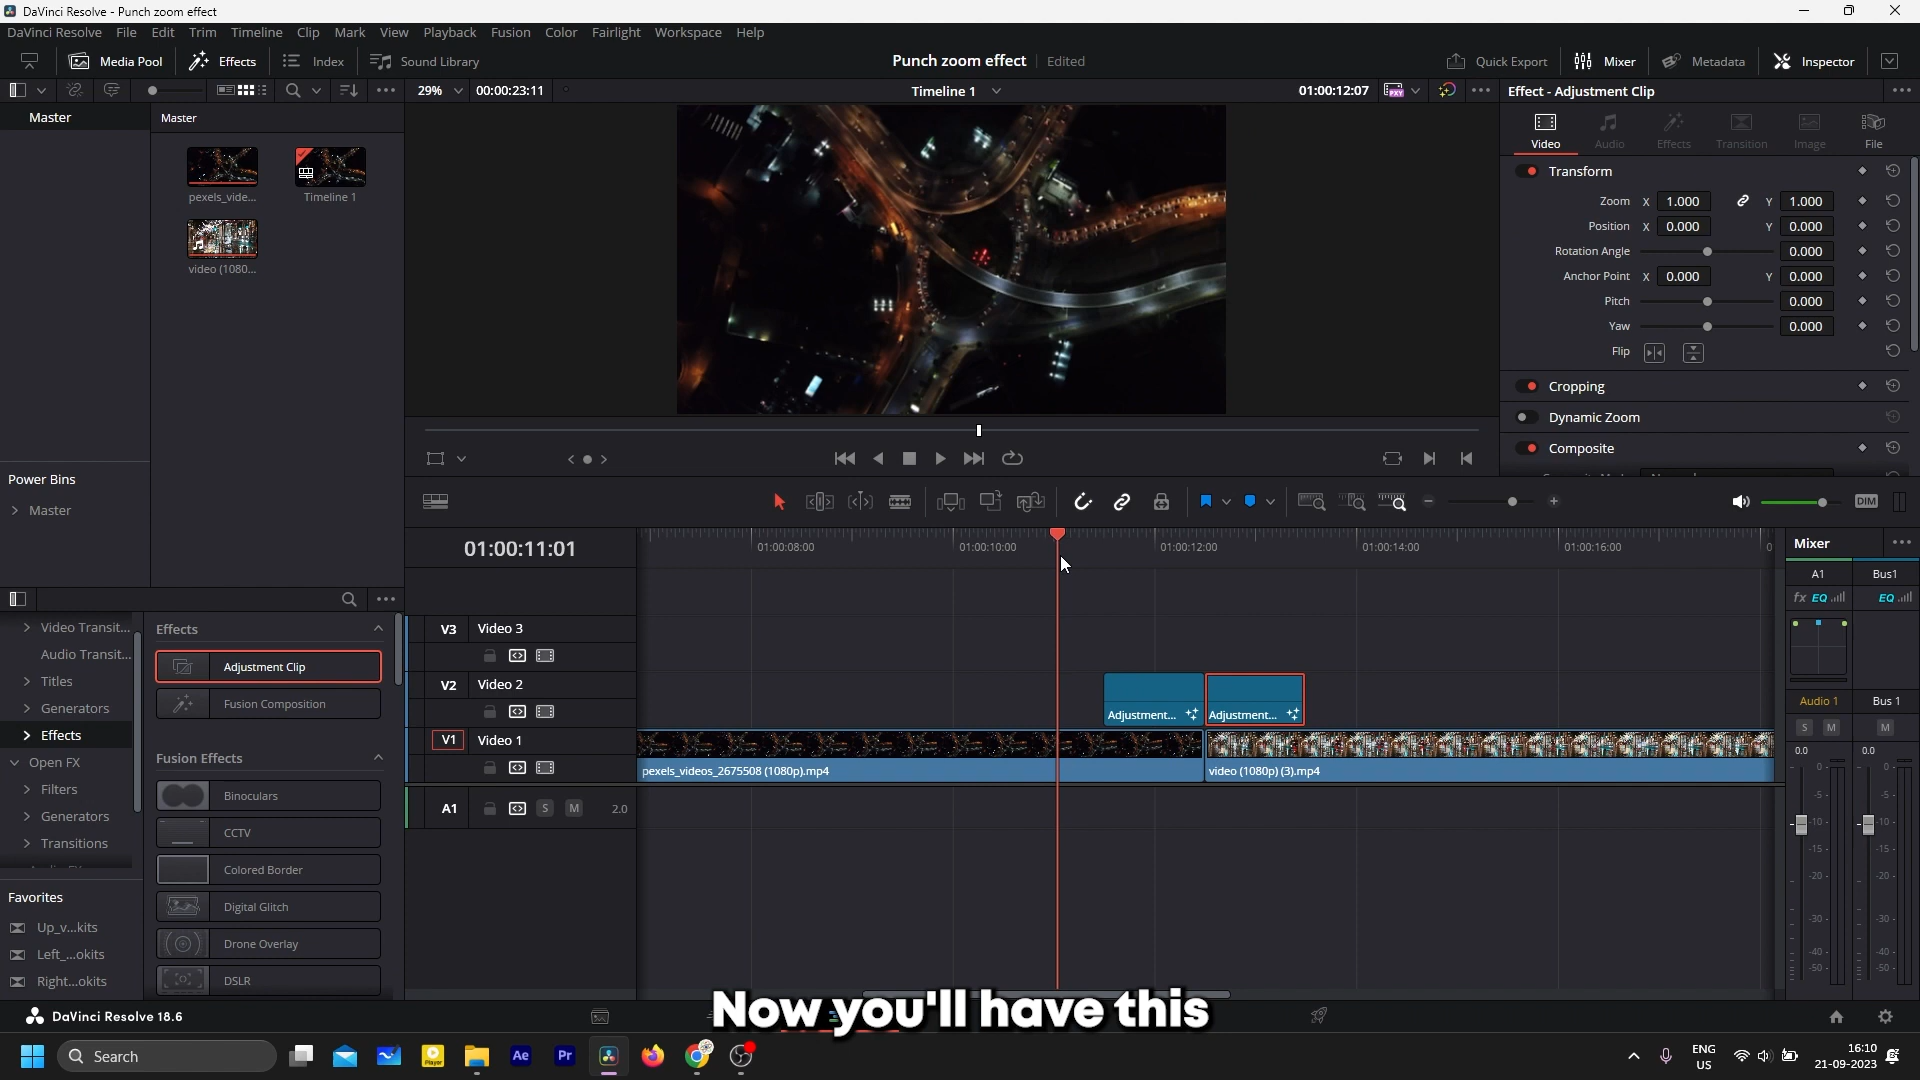 DaVinci Resolve - Punch zoom effect
DaVinci Resolve File Edit Trim Timeline Clip Mark View Playback Fusion Color Fairlight Workspace Help
Media Pool Effects Index Sound Library
Punch zoom effect Edited
Quick Export Mixer Metadata Inspector
29% 00:00:23:11
Timeline 1
01:00:12:07
PXY
Effect - Adjustment Clip
Master
Master
pexels_vide...
Timeline 1
video (1080...
Power Bins
Master
Video Audio Effects Transition Image File
Transform
Zoom X 1.000 Y 1.000
Position X 0.000 Y 0.000
Rotation Angle 0.000
Anchor Point X 0.000 Y 0.000
Pitch 0.000
Yaw 0.000
Flip
Cropping
Dynamic Zoom
Composite
DIM
01:00:11:01
01:00:08:00 01:00:10:00 01:00:12:00 01:00:14:00 01:00:16:00
V3 Video 3
V2 Video 2
Adjustment... Adjustment...
V1 Video 1
pexels_videos_2675508 (1080p).mp4
video (1080p) (3).mp4
A1 S M 2.0
Mixer
A1 Bus1
fx EQ EQ
Audio 1 Bus 1
S M M
0.0 0.0
0- 0-
-5- -5-
-10- -10-
-15- -15-
-20- -20-
-30- -30-
-40- -40-
-50- -50-
Video Transit...
Audio Transit...
Titles
Generators
Effects
Open FX
Filters
Generators
Transitions
Favorites
Up_v...kits
Left_...okits
Right...okits
Effects
Adjustment Clip
Fusion Composition
Fusion Effects
Binoculars
CCTV
Colored Border
Digital Glitch
Drone Overlay
DSLR
Now you'll have this
DaVinci Resolve 18.6
Search
Player
Ae
Pr
ENG
US
16:10
21-09-2023